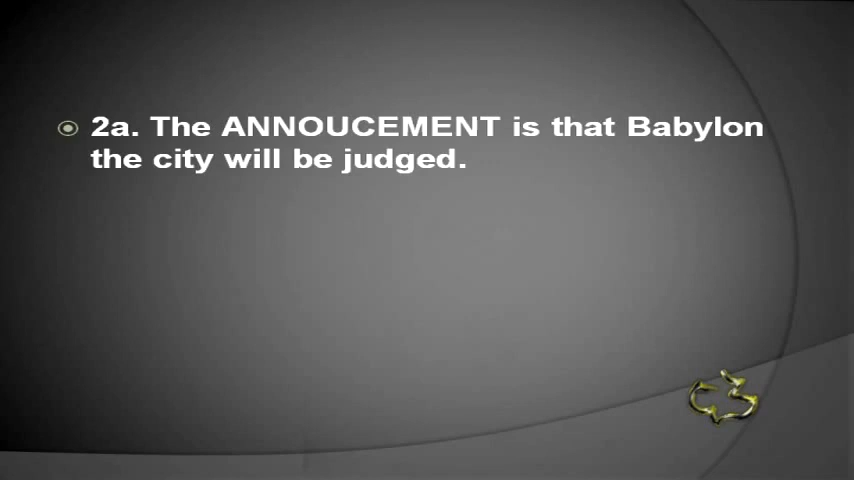 2a. The ANNOUCEMENT is that Babylon
the city will be judged.